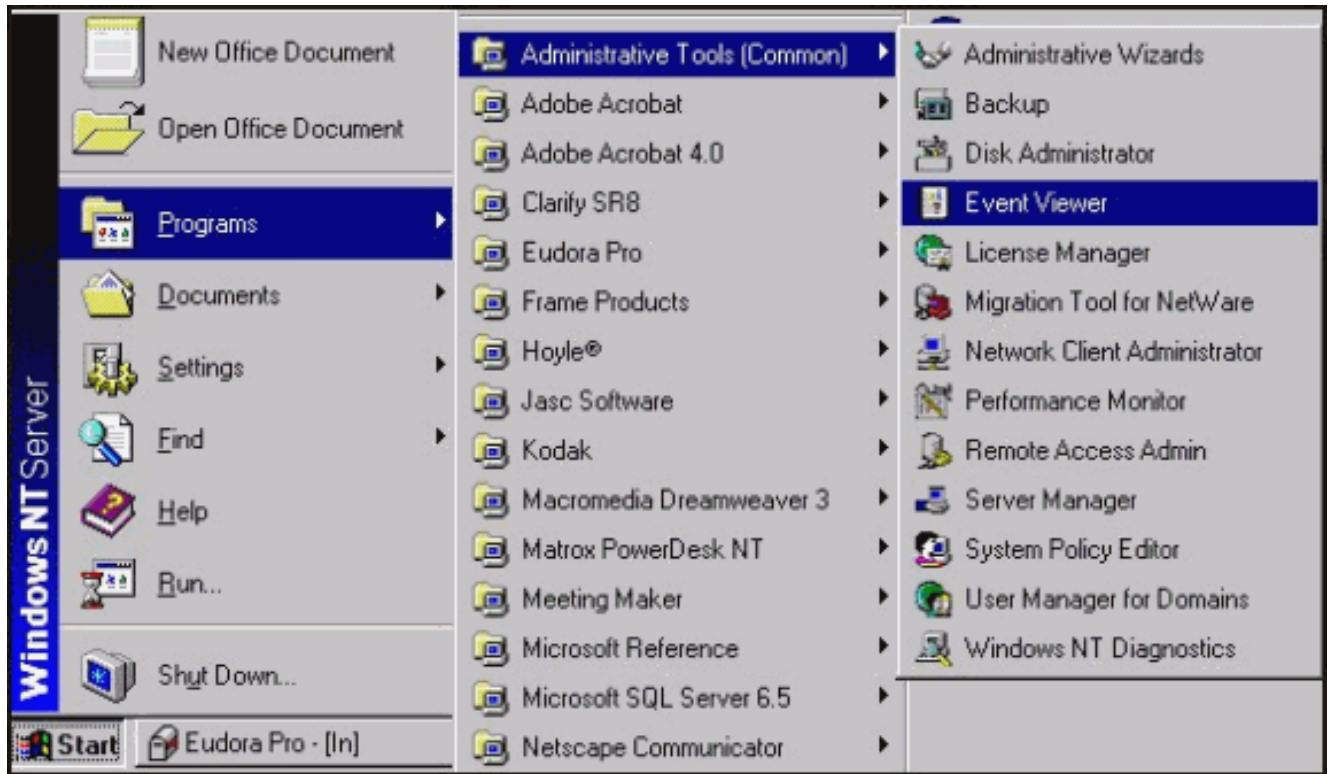 New Office Document
Open Office Document
Programs
Documents
Settings
Find
Help
Run...
Shut Down...
Windows NT Server
Start
Eudora Pro - [In]
Administrative Tools (Common)
Adobe Acrobat
Adobe Acrobat 4.0
Clarify SR8
Eudora Pro
Frame Products
Hoyle®
Jasc Software
Kodak
Macromedia Dreamweaver 3
Matrox PowerDesk NT
Meeting Maker
Microsoft Reference
Microsoft SQL Server 6.5
Netscape Communicator
Administrative Wizards
Backup
Disk Administrator
Event Viewer
License Manager
Migration Tool for NetWare
Network Client Administrator
Performance Monitor
Remote Access Admin
Server Manager
System Policy Editor
User Manager for Domains
Windows NT Diagnostics